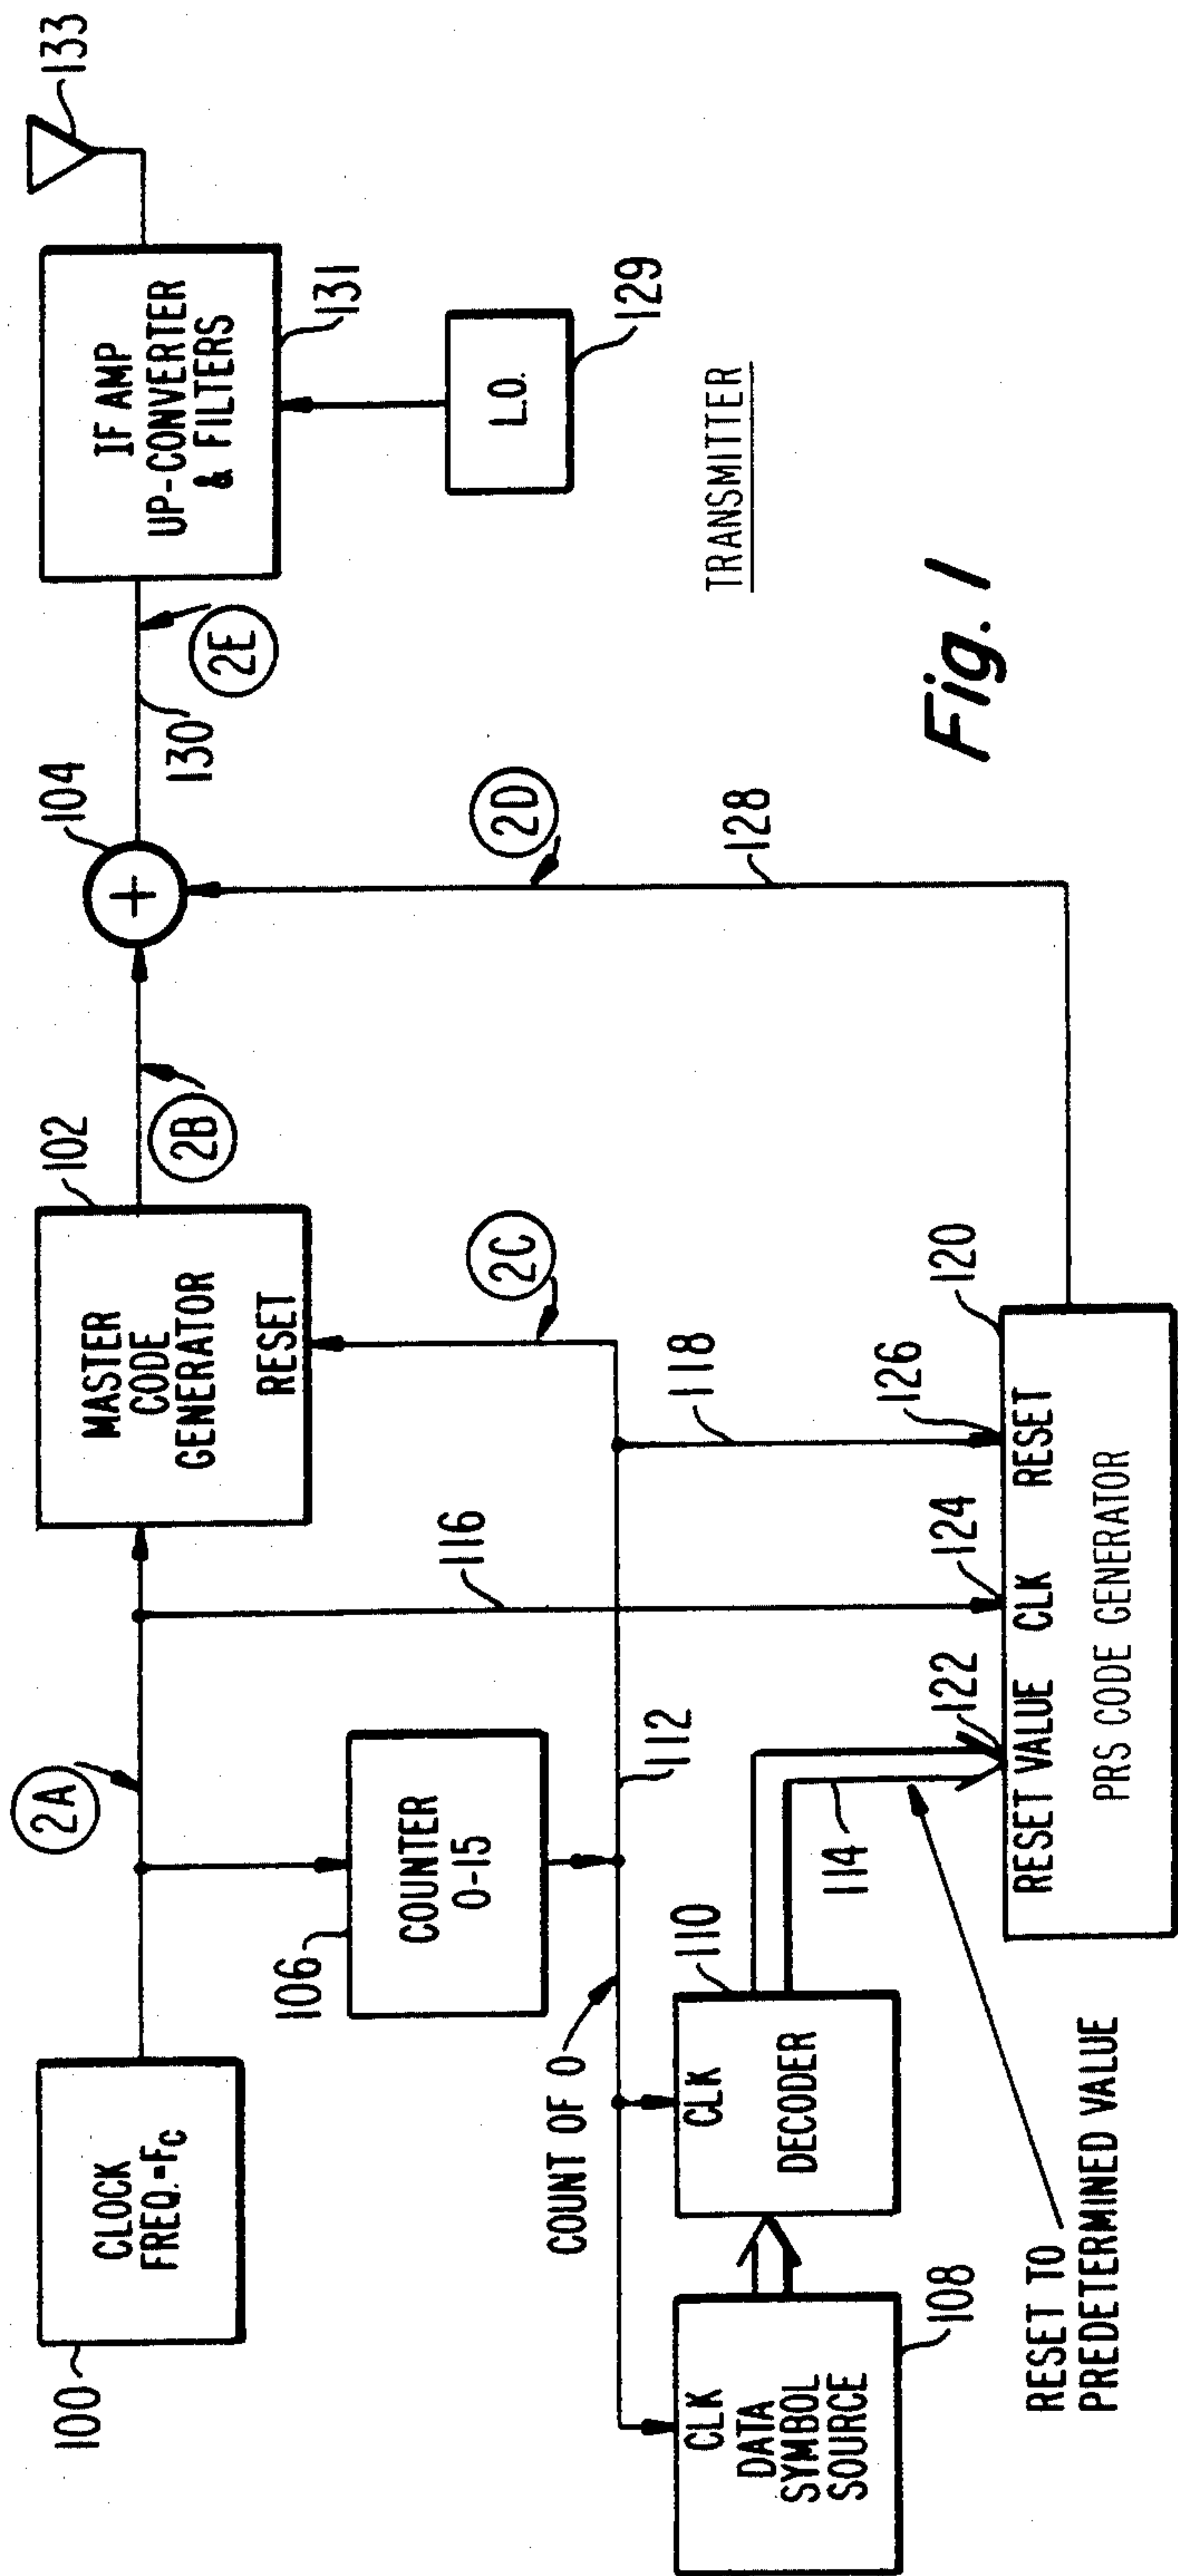 100
CLOCK
FREQ.=Fc
2A
MASTER
CODE
GENERATOR
RESET
102
2B
104
130
2E
IF AMP
UP-CONVERTER
& FILTERS
131
133
L.O.
129
TRANSMITTER
106
COUNTER
0-15
116
2C
2D
COUNT OF 0
112
118
128
CLK
DATA
SYMBOL
SOURCE
108
CLK
DECODER
110
114
122
124
126
120
RESET VALUE
CLK
RESET
PRS CODE GENERATOR
RESET TO
PREDETERMINED VALUE
Fig. 1